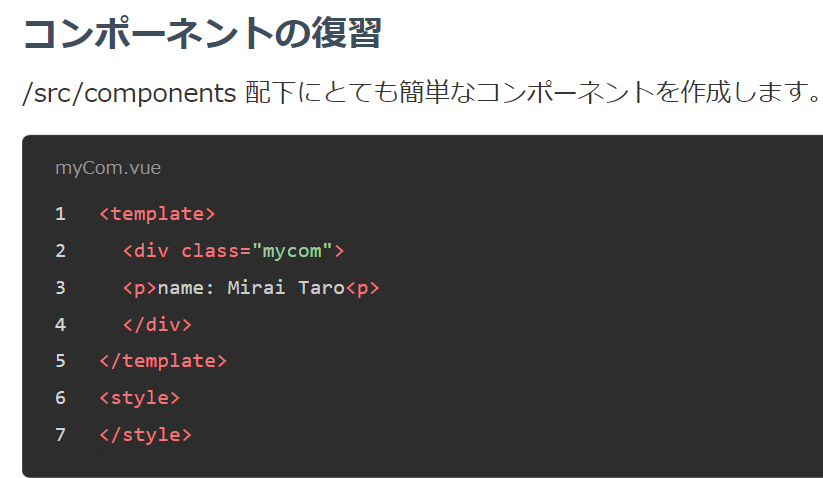 コンポーネントの復習
/src/components 配下にとても簡単なコンポーネントを作成します。
myCom.vue
1 <template>
2 <div class="mycom">
3 <p>name: Mirai Taro<p>
4 </div>
5 </template>
6 <style>
7 </style>